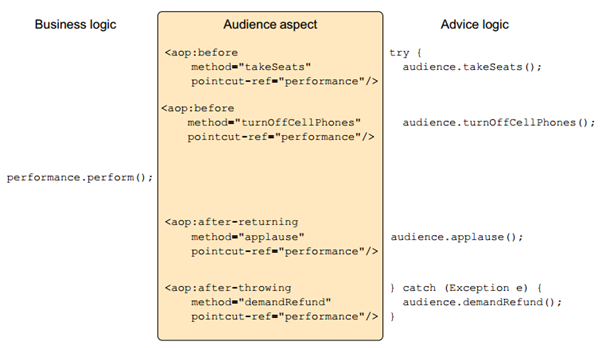 Business logic
Audience aspect
Advice logic
<aop:before
method="takeSeats"
pointcut-ref="performance"/>
try {
audience.takeSeats();
<aop:before
method="turnOffCellPhones"
pointcut-ref="performance"/>
audience.turnOffCellPhones();
performance.perform();
<aop:after-returning
method="applause"
pointcut-ref="performance"/>
audience.applause();
<aop:after-throwing
method="demandRefund"
pointcut-ref="performance"/>
} catch (Exception e) {
audience.demandRefund();
}